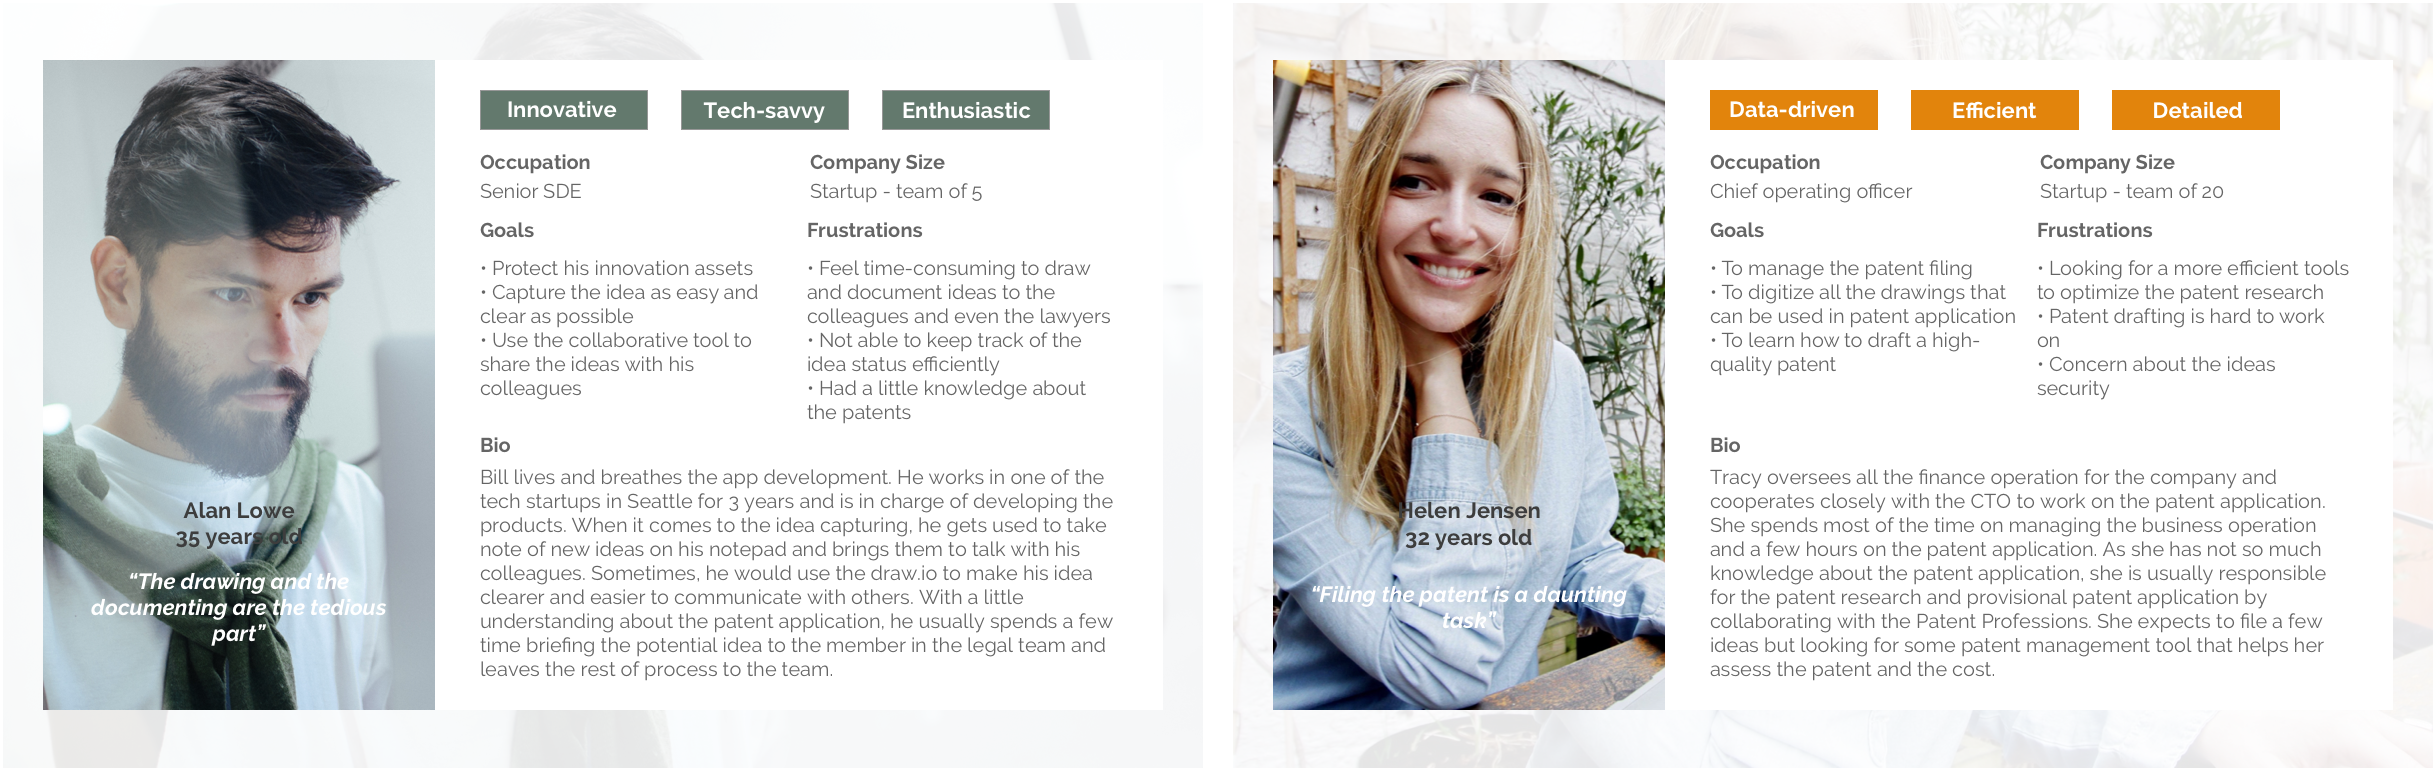 Innovative
Tech-savvy
Enthusiastic
Occupation
Senior SDE
Company Size
Startup - team of 5
Goals
• Protect his innovation assets
• Capture the idea as easy and
clear as possible
• Use the collaborative tool to
share the ideas with his
colleagues
Frustrations
• Feel time-consuming to draw
and document ideas to the
colleagues and even the lawyers
• Not able to keep track of the
idea status efficiently
• Had a little knowledge about
the patents
Alan Lowe
35 years old
“The drawing and the
documenting are the tedious
part”
Bio
Bill lives and breathes the app development. He works in one of the
tech startups in Seattle for 3 years and is in charge of developing the
products. When it comes to the idea capturing, he gets used to take
note of new ideas on his notepad and brings them to talk with his
colleagues. Sometimes, he would use the draw.io to make his idea
clearer and easier to communicate with others. With a little
understanding about the patent application, he usually spends a few
time briefing the potential idea to the member in the legal team and
leaves the rest of process to the team.
Data-driven
Efficient
Detailed
Occupation
Chief operating officer
Company Size
Startup - team of 20
Goals
• To manage the patent filing
• To digitize all the drawings that
can be used in patent application
• To learn how to draft a high-
quality patent
Frustrations
• Looking for a more efficient tools
to optimize the patent research
• Patent drafting is hard to work
on
• Concern about the ideas
security
Helen Jensen
32 years old
“Filing the patent is a daunting
task”
Bio
Tracy oversees all the finance operation for the company and
cooperates closely with the CTO to work on the patent application.
She spends most of the time on managing the business operation
and a few hours on the patent application. As she has not so much
knowledge about the patent application, she is usually responsible
for the patent research and provisional patent application by
collaborating with the Patent Professions. She expects to file a few
ideas but looking for some patent management tool that helps her
assess the patent and the cost.